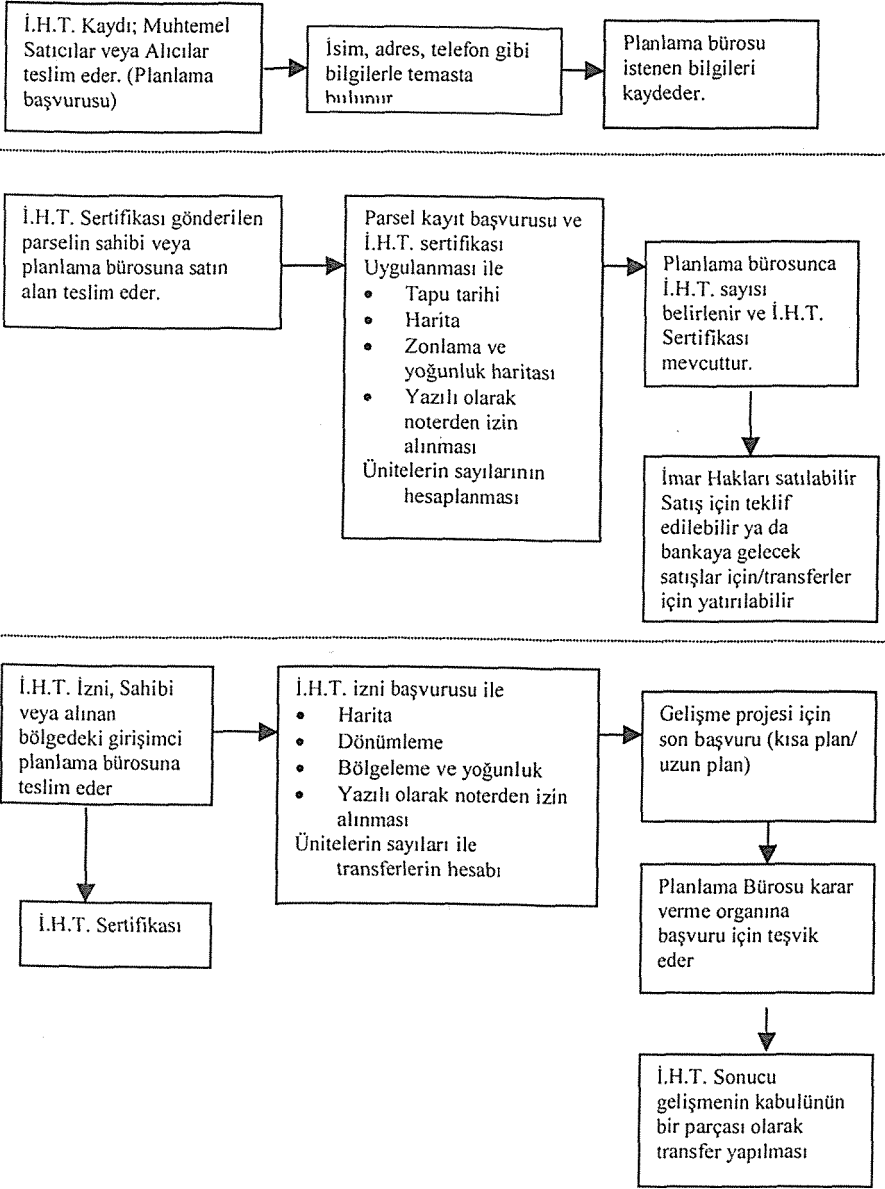 İ.H.T. Kaydı; Muhtemel
Satıcılar veya Alıcılar
teslim eder. (Planlama
başvurusu)
İsim, adres, telefon gibi
bilgilerle temasta
bulunur
Planlama bürosu
istenen bilgileri
kaydeder.
İ.H.T. Sertifikası gönderilen
parselin sahibi veya
planlama bürosuna satın
alan teslim eder.
Parsel kayıt başvurusu ve
İ.H.T. sertifikası
Uygulanması ile
• Tapu tarihi
• Harita
• Zonlama ve
yoğunluk haritası
• Yazılı olarak
noterden izin
alınması
Ünitelerin sayılarının
hesaplanması
Planlama bürosunca
İ.H.T. sayısı
belirlenir ve İ.H.T.
Sertifikası
mevcuttur.
İmar Hakları satılabilir
Satış için teklif
edilebilir ya da
bankaya gelecek
satışlar için/transferler
için yatırılabilir
İ.H.T. İzni, Sahibi
veya alınan
bölgedeki girişimci
planlama bürosuna
teslim eder
İ.H.T. Sertifikası
İ.H.T. izni başvurusu ile
• Harita
• Dönümleme
• Bölgeleme ve yoğunluk
• Yazılı olarak noterden izin
alınması
Ünitelerin sayıları ile
transferlerin hesabı
Gelişme projesi için
son başvuru (kısa plan/
uzun plan)
Planlama Bürosu karar
verme organına
başvuru için teşvik
eder
İ.H.T. Sonucu
gelişmenin kabulünün
bir parçası olarak
transfer yapılması